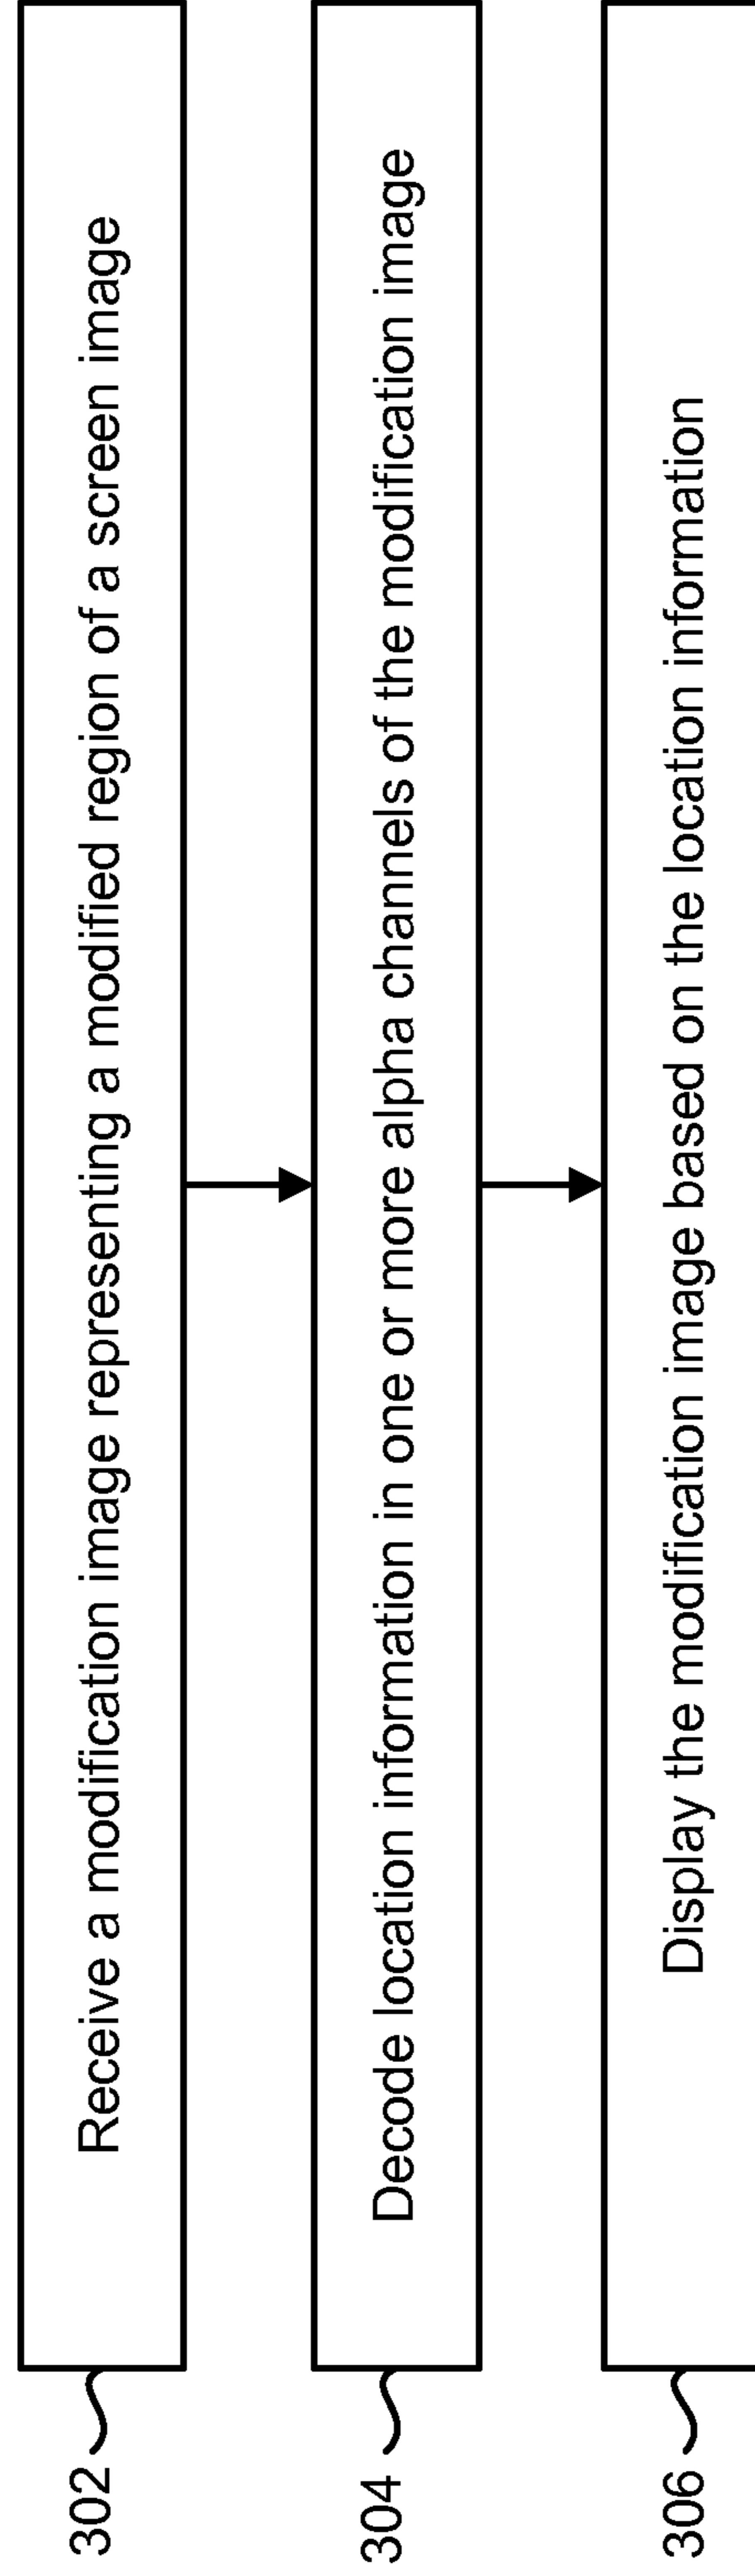 302
Receive a modification image representing a modified region of a screen image
304
Decode location information in one or more alpha channels of the modification image
306
Display the modification image based on the location information